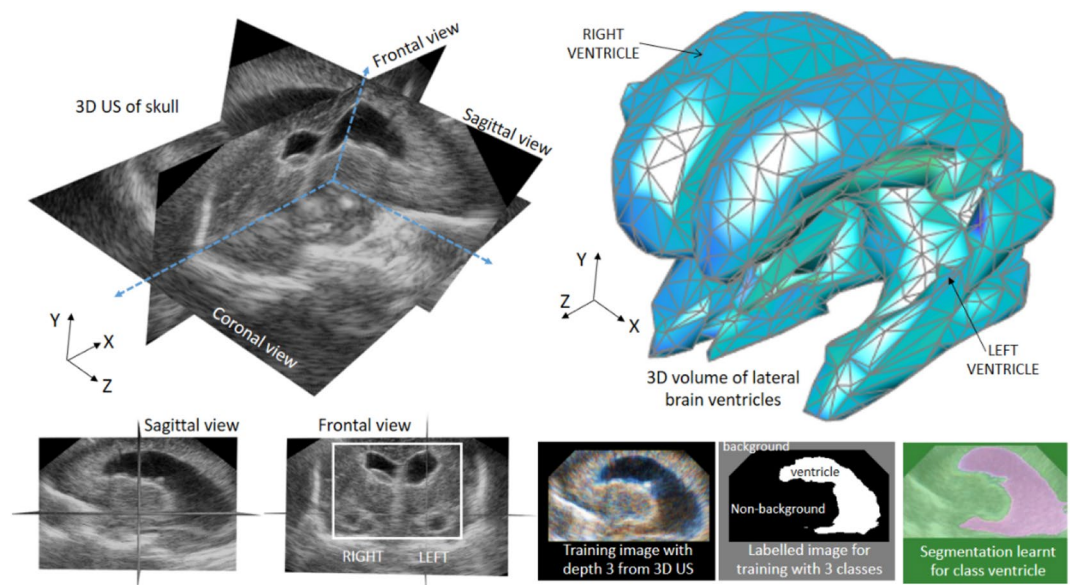 3D US of skull
Frontal view
Sagittal view
Coronal view
Y
X
Z
RIGHT
VENTRICLE
Y
Z
X
LEFT
VENTRICLE
3D volume of lateral
brain ventricles
Sagittal view
Frontal view
RIGHT
LEFT
Training image with
depth 3 from 3D US
background
ventricle
Non-background
Labelled image for
training with 3 classes
Segmentation learnt
for class ventricle